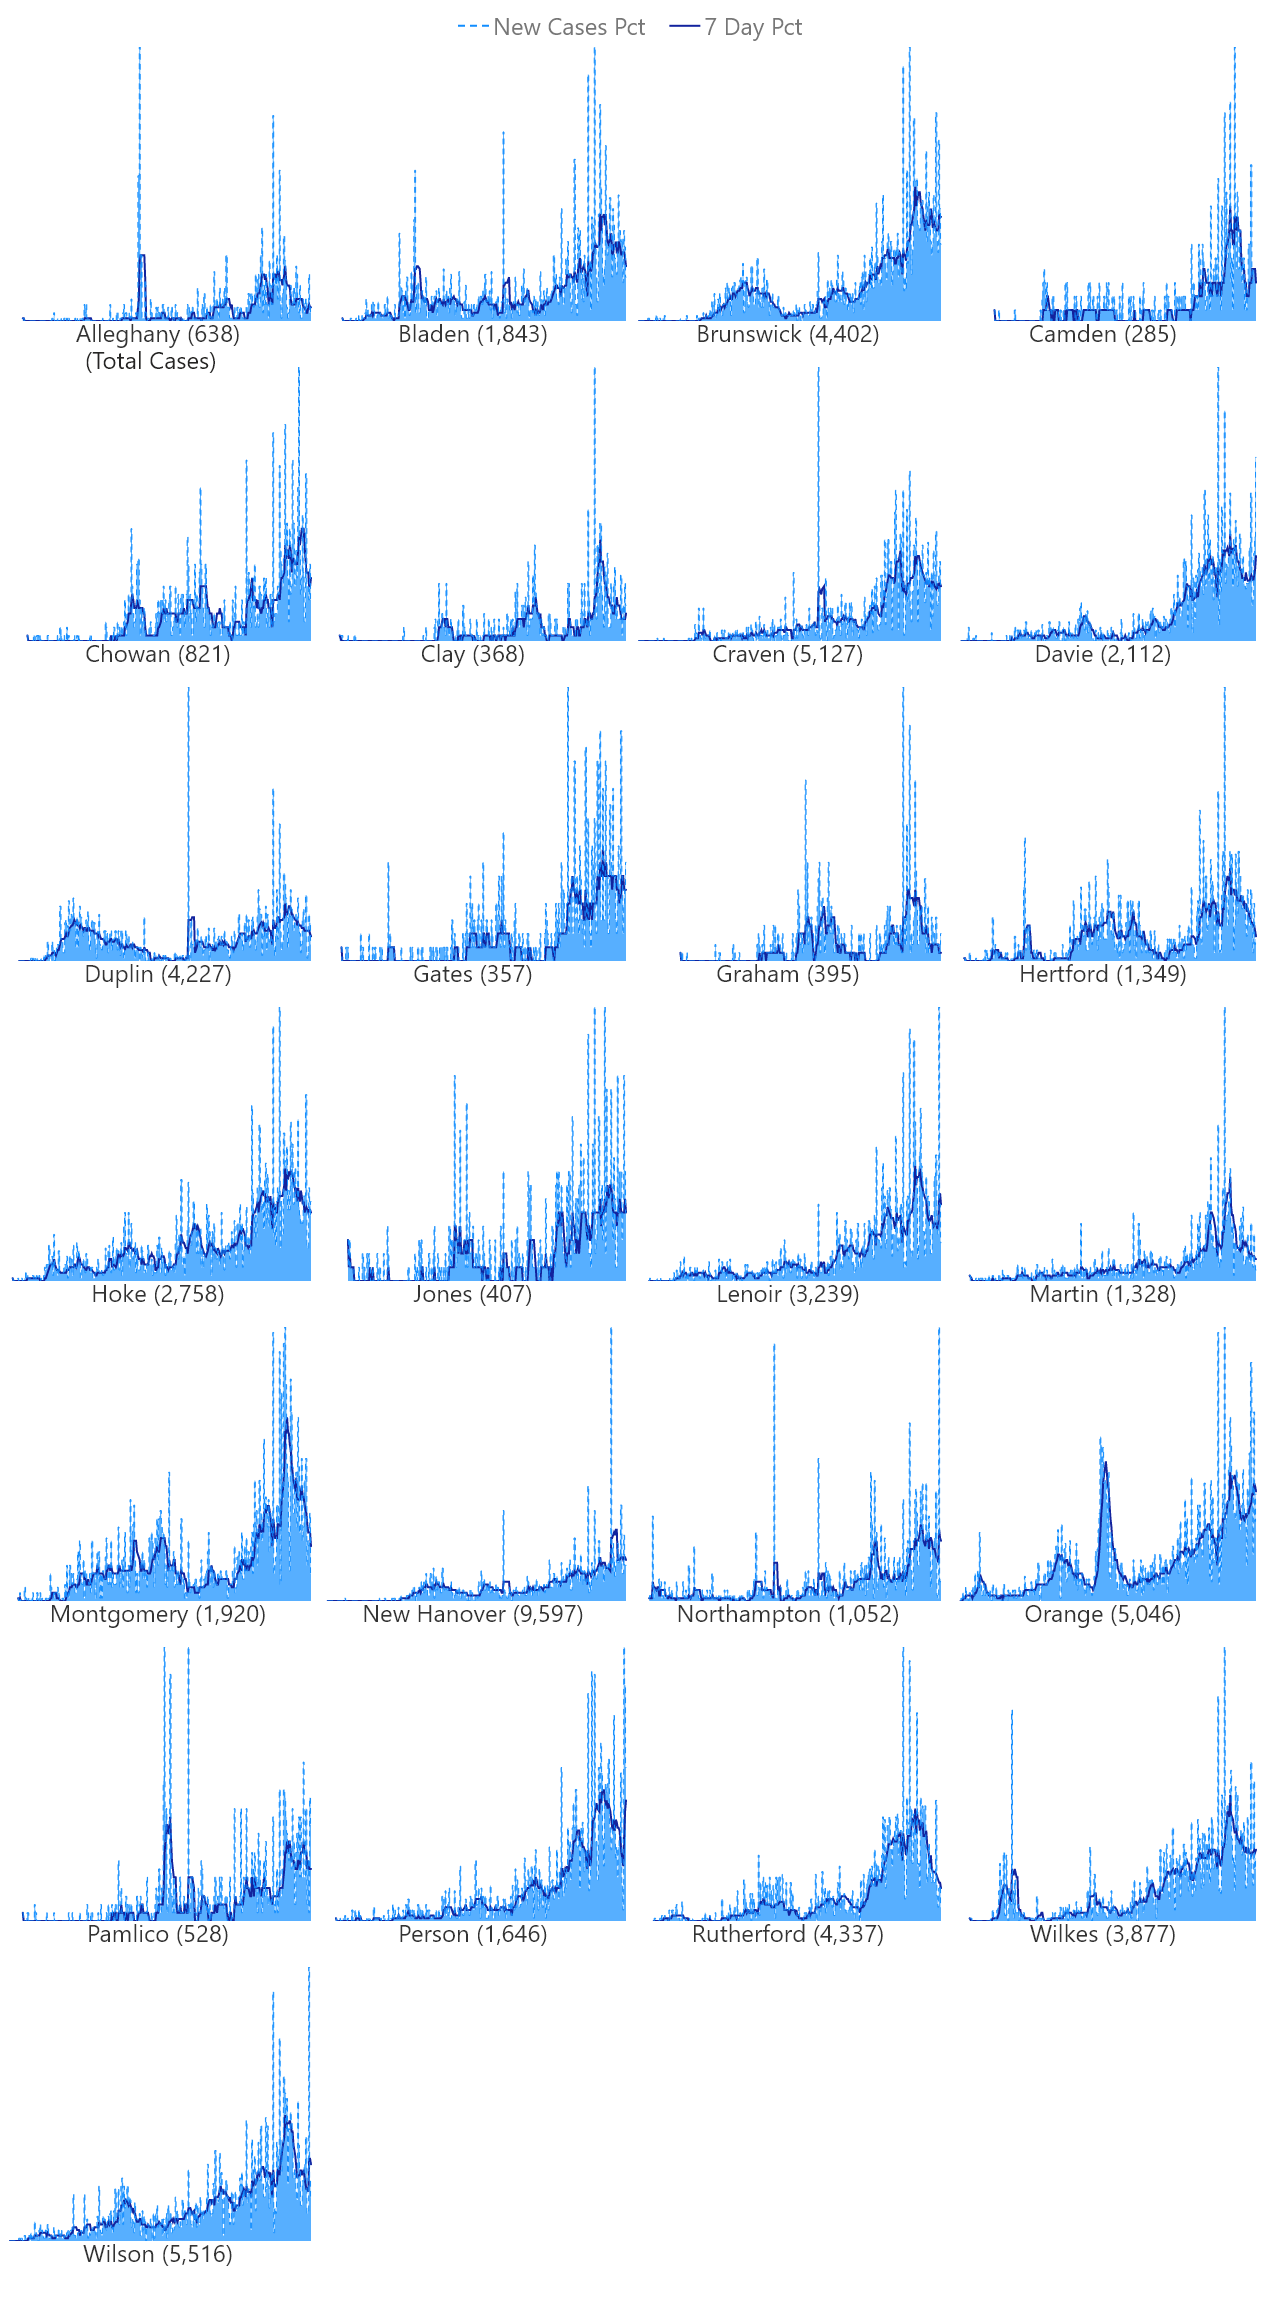 New Cases Pct 7 Day Pct
Alleghany (638) Bladen (1,843) Brunswick (4,402) Camden (285)
(Total Cases)
Chowan (821) Clay (368) Craven (5,127) Davie (2,112)
Duplin (4,227) Gates (357) Graham (395) Hertford (1,349)
Hoke (2,758) Jones (407) Lenoir (3,239) Martin (1,328)
Montgomery (1,920) New Hanover (9,597) Northampton (1,052) Orange (5,046)
Pamlico (528) Person (1,646) Rutherford (4,337) Wilkes (3,877)
Wilson (5,516)